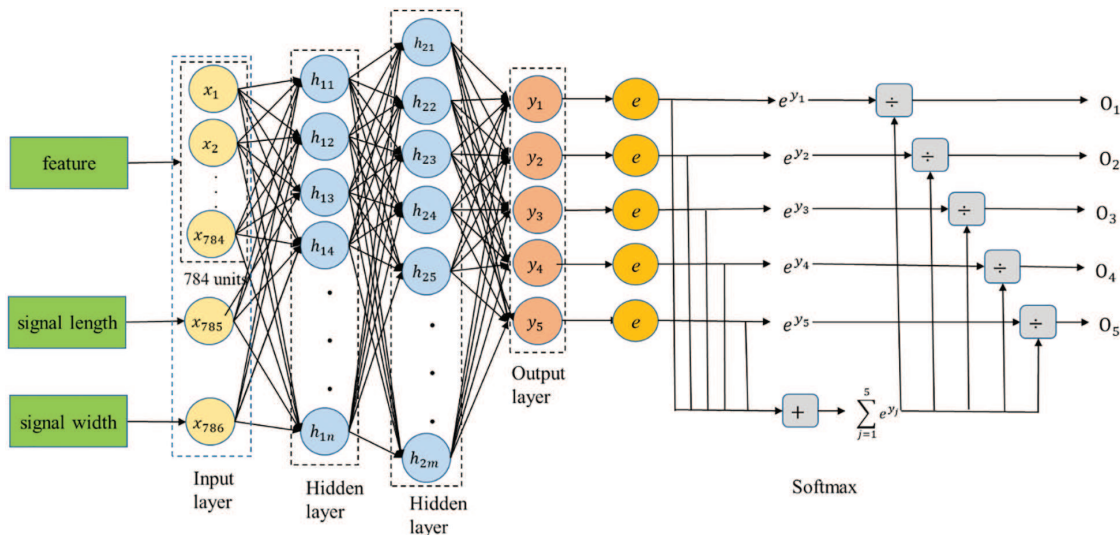 feature
signal length
signal width
x₁
x₂
x₇₈₄
784 units
x₇₈₅
x₇₈₆
Input
layer
h₁₁
h₁₂
h₁₃
h₁₄
h₁ₙ
Hidden
layer
h₂₁
h₂₂
h₂₃
h₂₄
h₂₅
h₂ₘ
Hidden
layer
y₁
y₂
y₃
y₄
y₅
Output
layer
e
e
e
e
e
e^{y₁} ÷ O₁
e^{y₂} ÷ O₂
e^{y₃} ÷ O₃
e^{y₄} ÷ O₄
e^{y₅} ÷ O₅
+ ∑_{j=1}^{5} e^{y_j}
Softmax